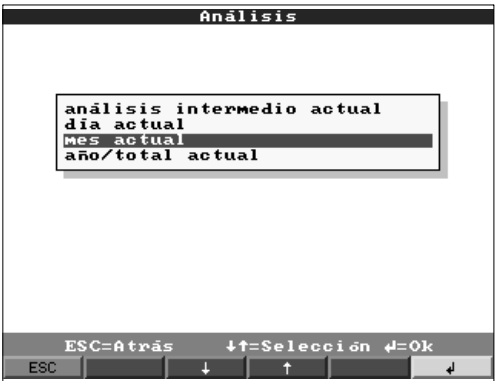 Análisis
análisis intermedio actual
día actual
mes actual
año/total actual
ESC=Atrás ↓↑=Selección ↲=Ok
ESC ↓ ↑ ↲